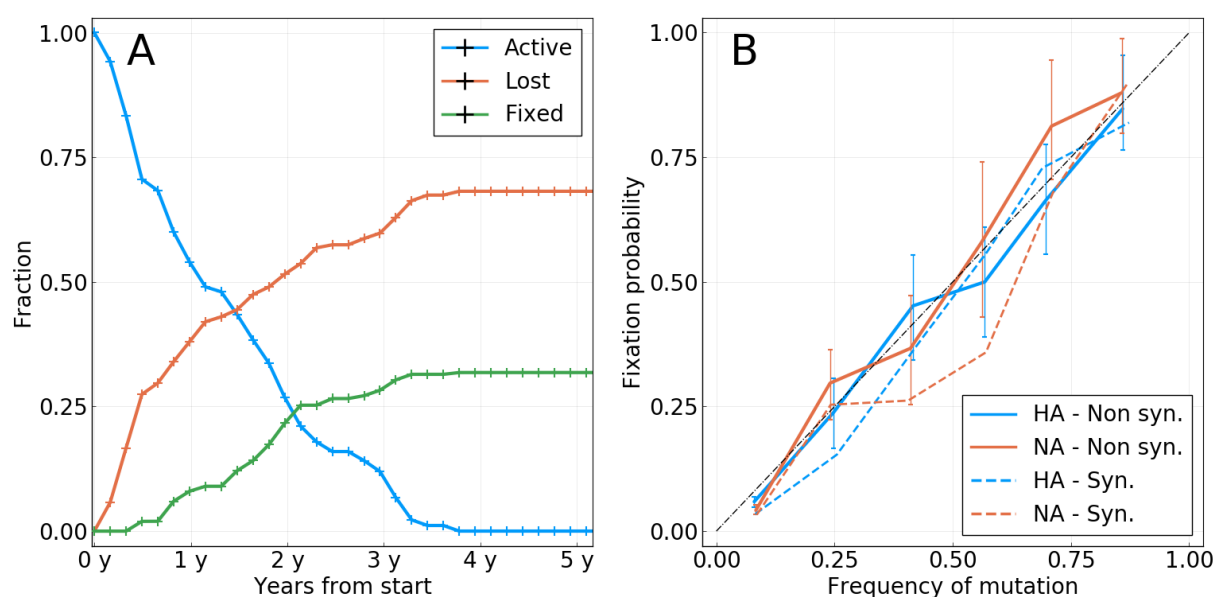 A
Active
Lost
Fixed
1.00
0.75
0.50
0.25
0.00
Fraction
0 y
1 y
2 y
3 y
4 y
5 y
Years from start
B
1.00
0.75
0.50
0.25
0.00
Fixation probability
HA - Non syn.
NA - Non syn.
HA - Syn.
NA - Syn.
0.00
0.25
0.50
0.75
1.00
Frequency of mutation